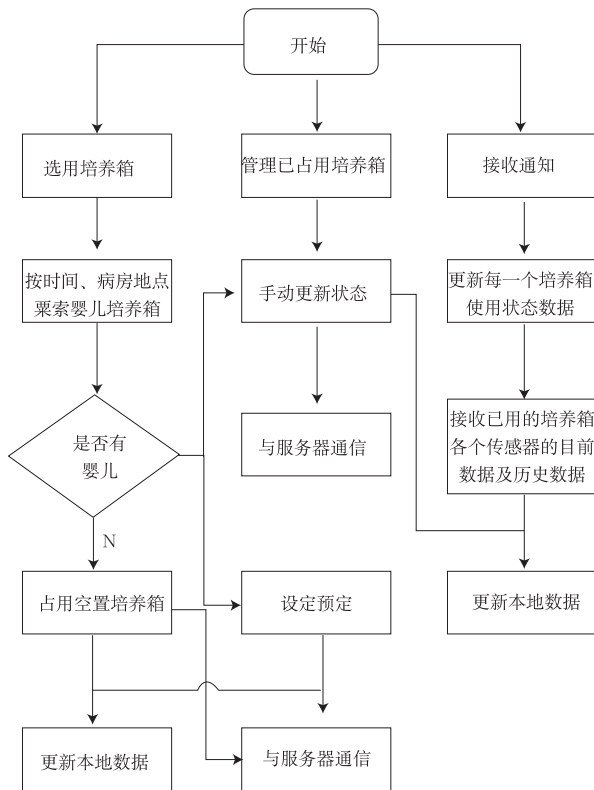 开始
选用培养箱
管理已占用培养箱
接收通知
按时间、病房地点
粟索婴儿培养箱
手动更新状态
更新每一个培养箱
使用状态数据
是否有
婴儿
与服务器通信
接收已用的培养箱
各个传感器的目前
数据及历史数据
N
占用空置培养箱
设定预定
更新本地数据
更新本地数据
与服务器通信